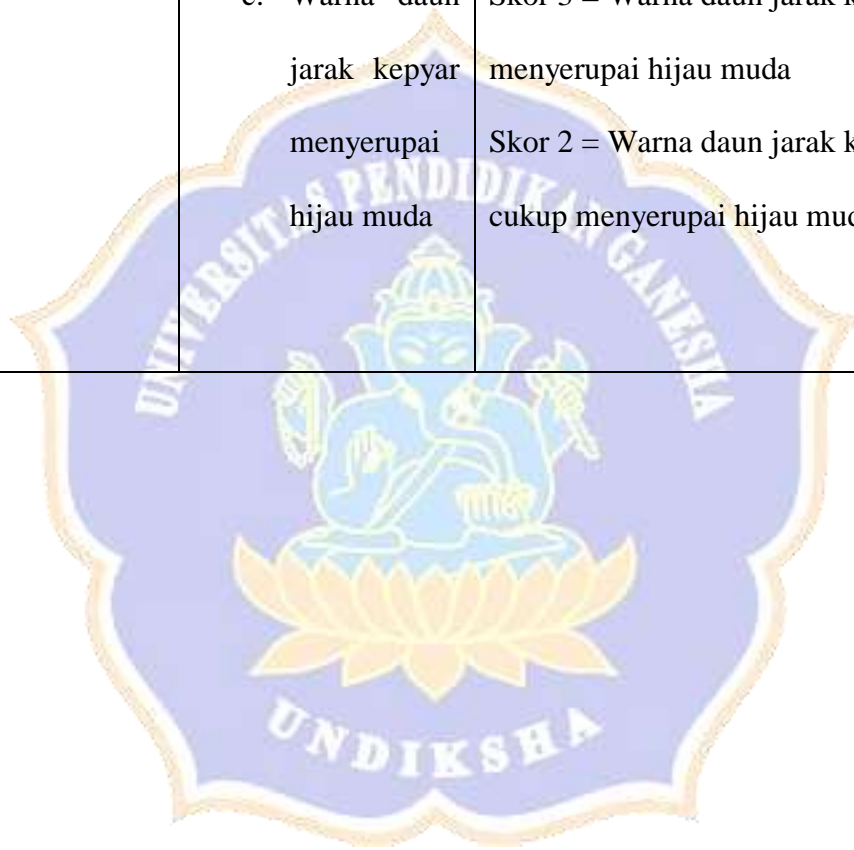 jarak kepyar
menyerupai
hijau muda
menyerupai hijau muda
Skor 2 = Warna daun jarak
cukup menyerupai hijau
UNIVERSITAS PENDIDIKAN GANESHA
UNDIKSHA